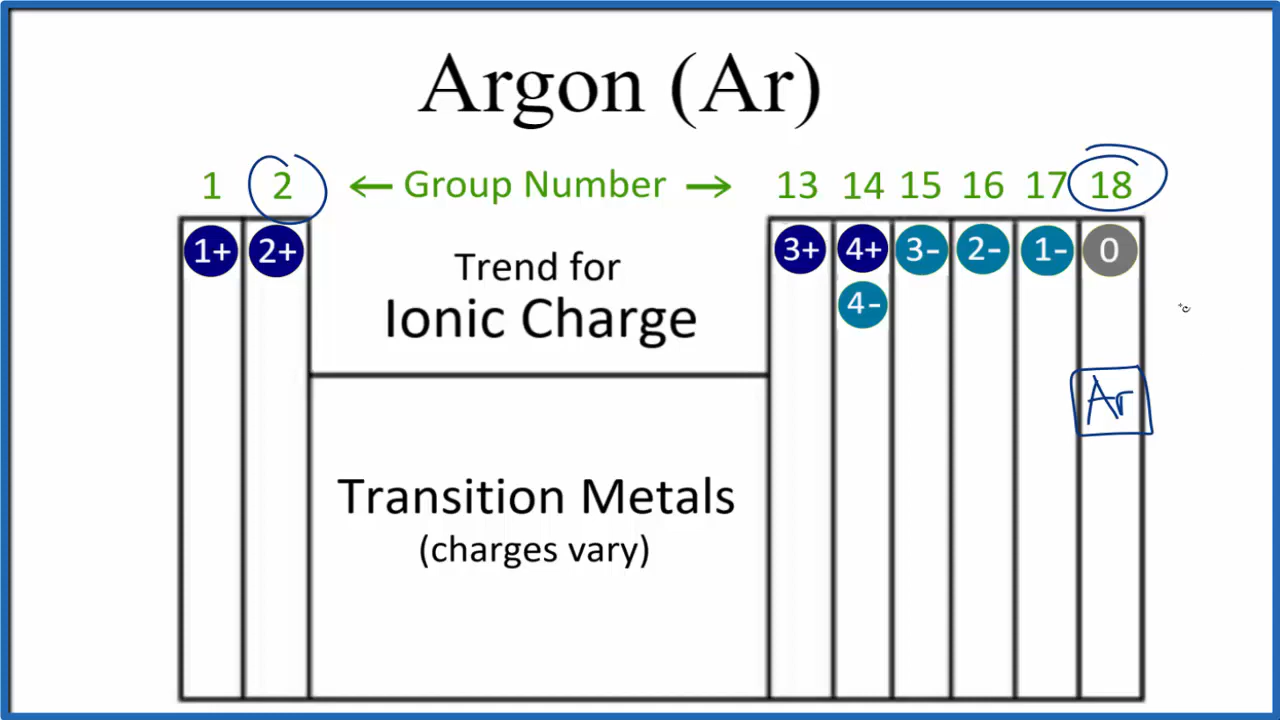 Argon (Ar)
1 2 ← Group Number → 13 14 15 16 17 18
1+ 2+ 3+ 4+ 3- 2- 1- 0
Trend for
4-
Ionic Charge
Ar
Transition Metals
(charges vary)